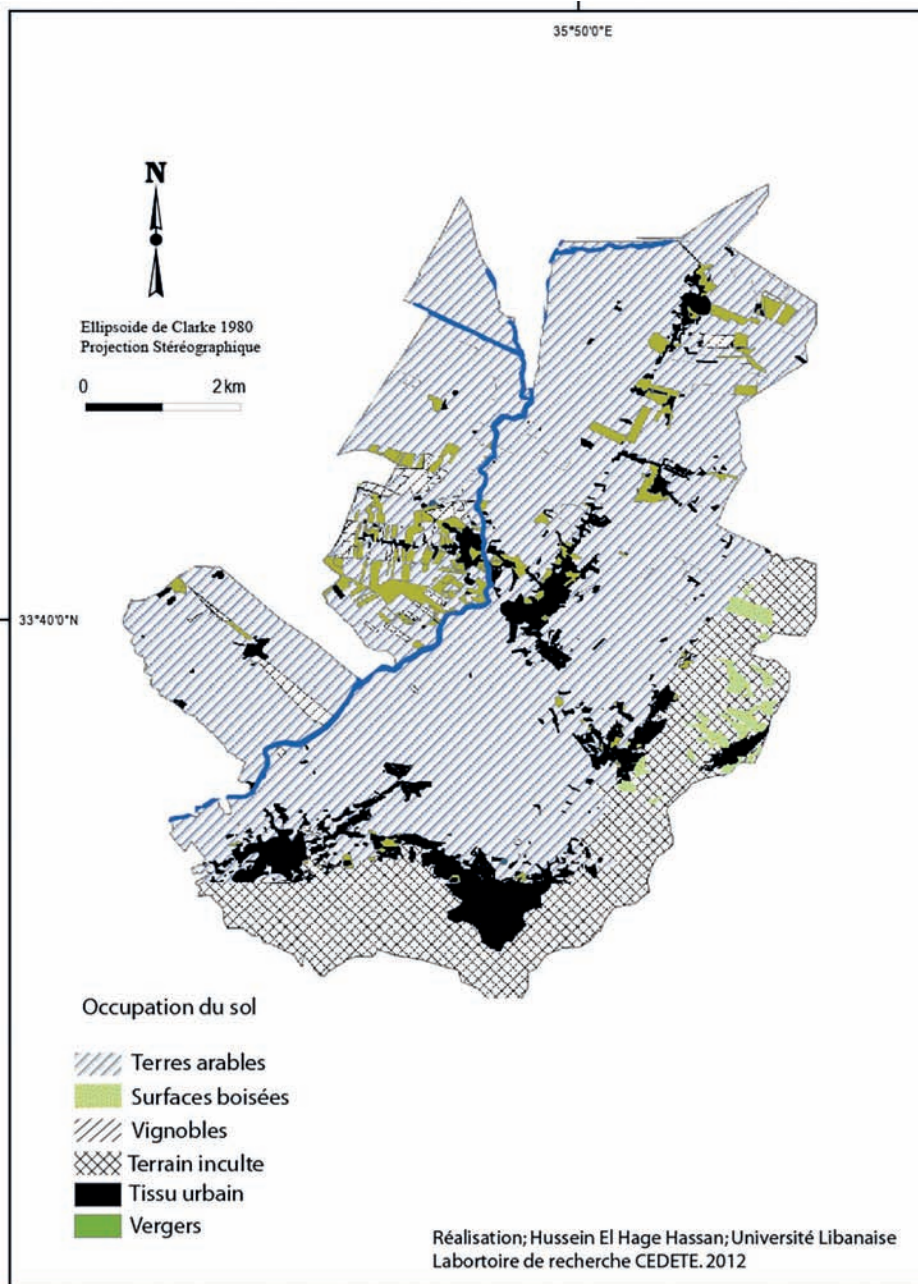 35°50'0"E
N
Ellipsoide de Clarke 1980
Projection Stéréographique
0 2 km
33°40'0"N
Occupation du sol
Terres arables
Surfaces boisées
Vignobles
Terrain inculte
Tissu urbain
Vergers
Réalisation; Hussein El Hage Hassan; Université Libanaise
Labortoire de recherche CEDETE. 2012